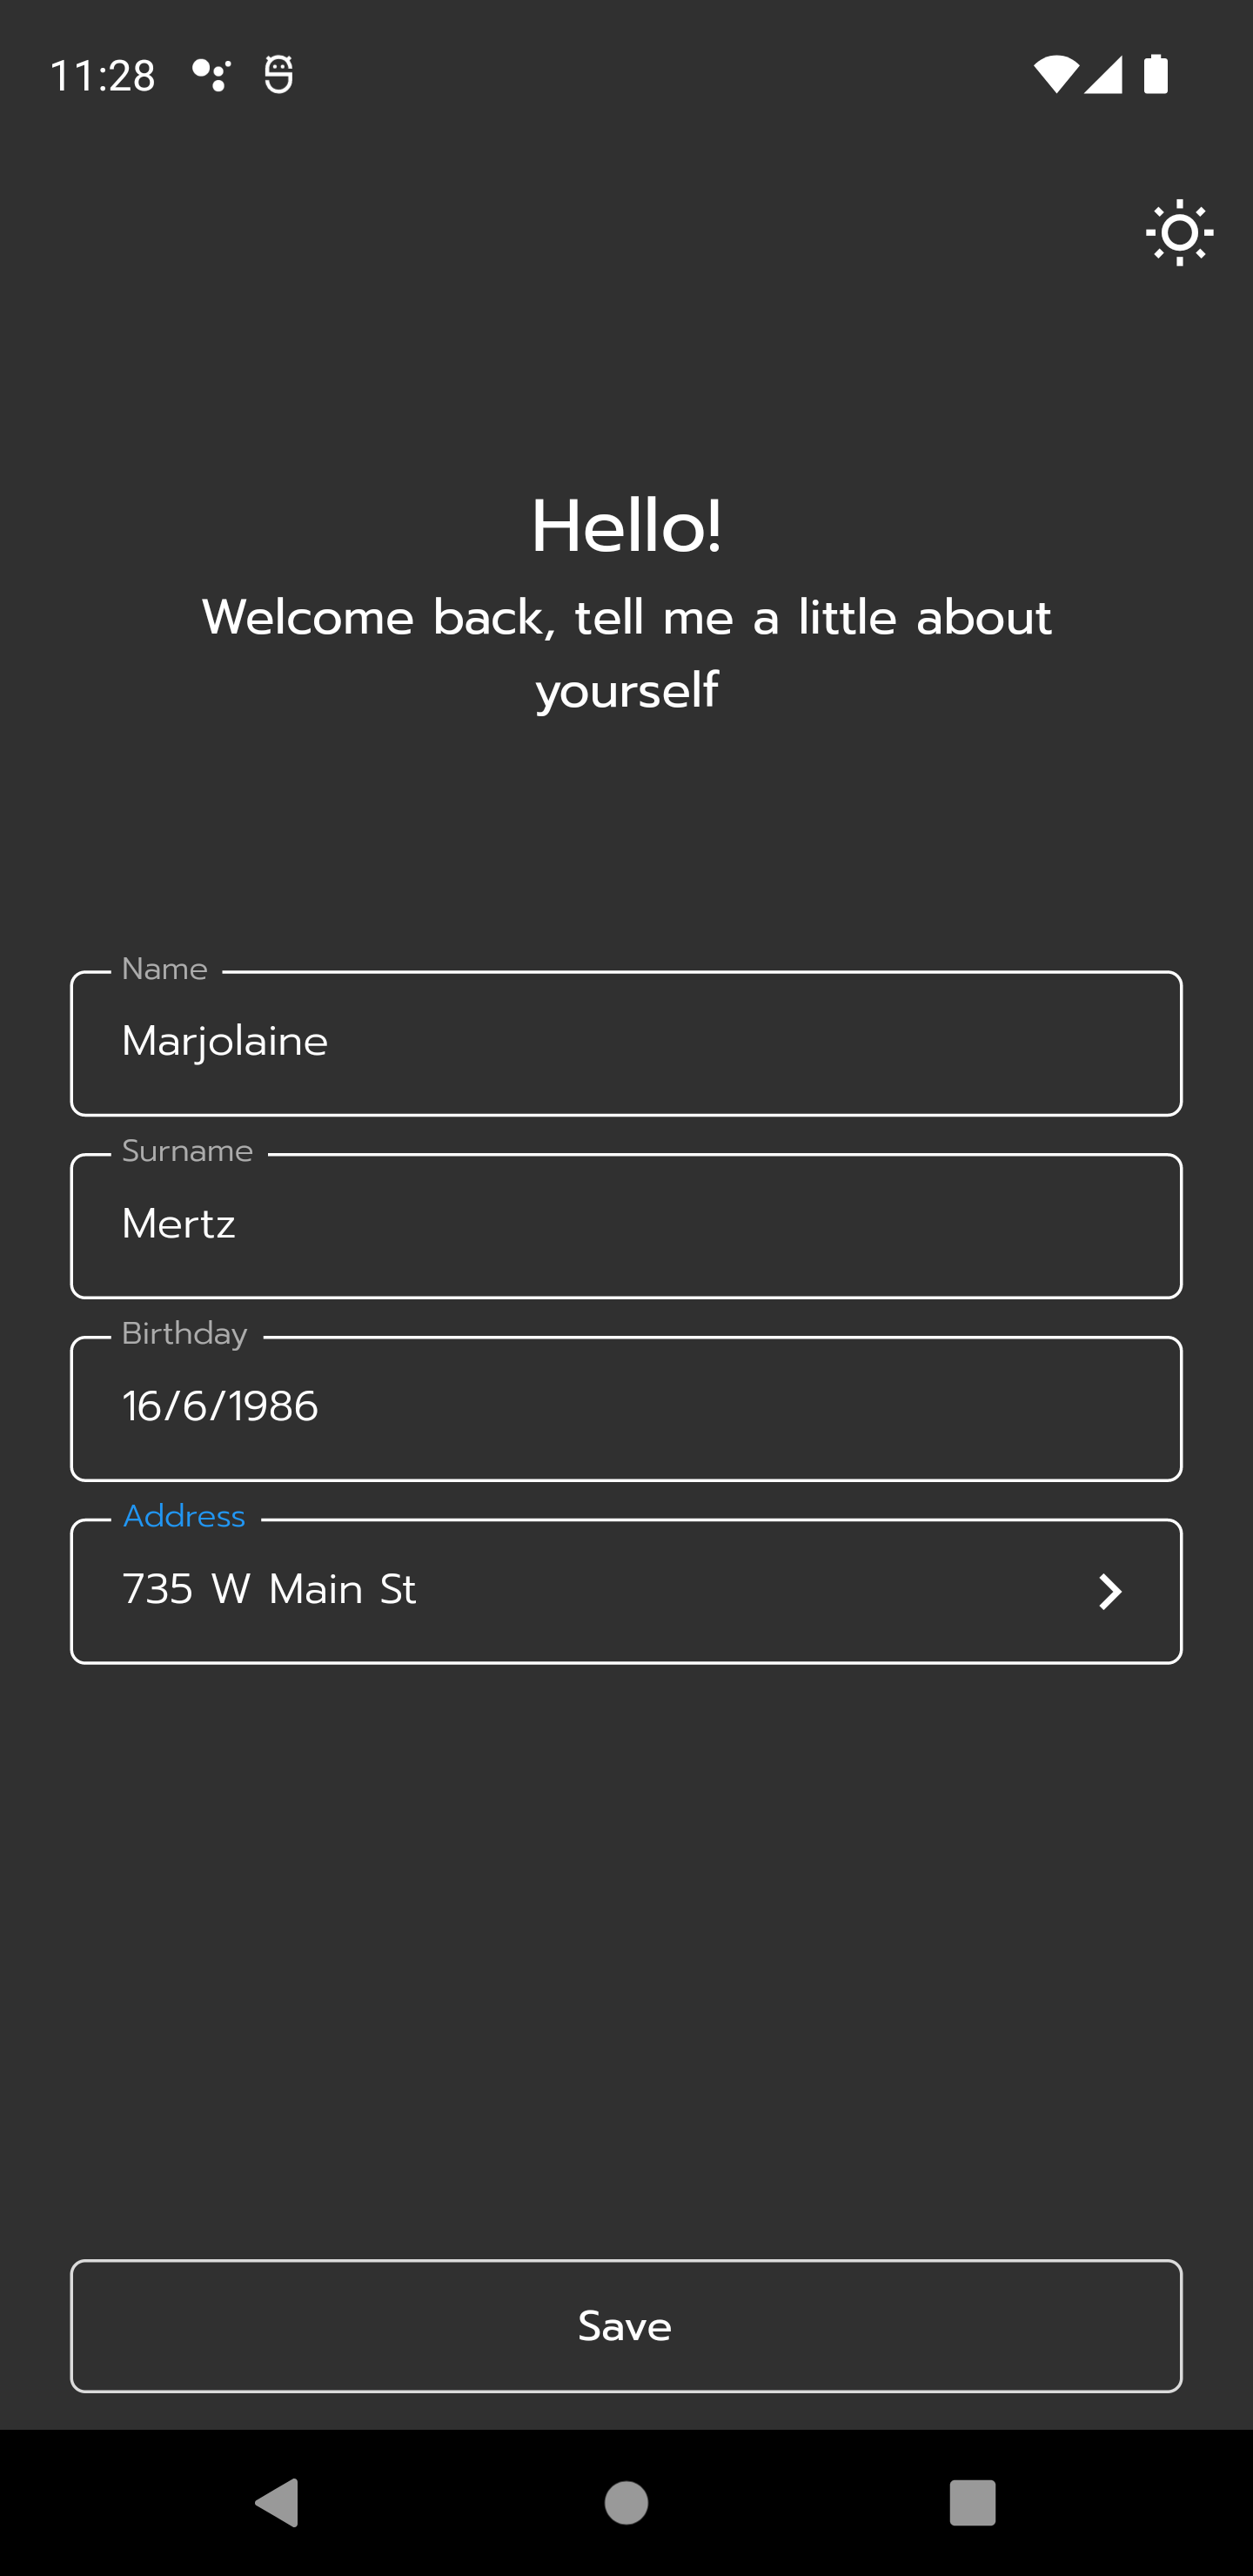 11:28
Hello!
Welcome back, tell me a little about
yourself
Name
Marjolaine
Surname
Mertz
Birthday
16/6/1986
Address
735 W Main St
Save